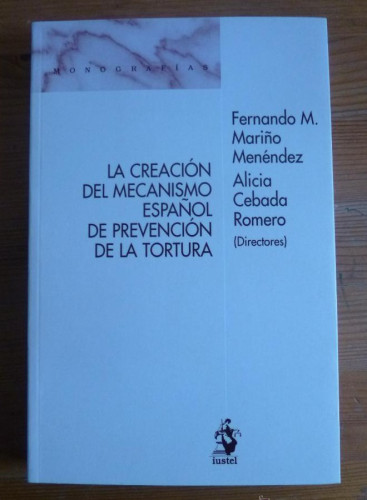 MONOGRAFÍAS
LA CREACIÓN
DEL MECANISMO
ESPAÑOL
DE PREVENCIÓN
DE LA TORTURA
Fernando M.
Mariño
Menéndez
Alicia
Cebada
Romero
(Directores)
iustel